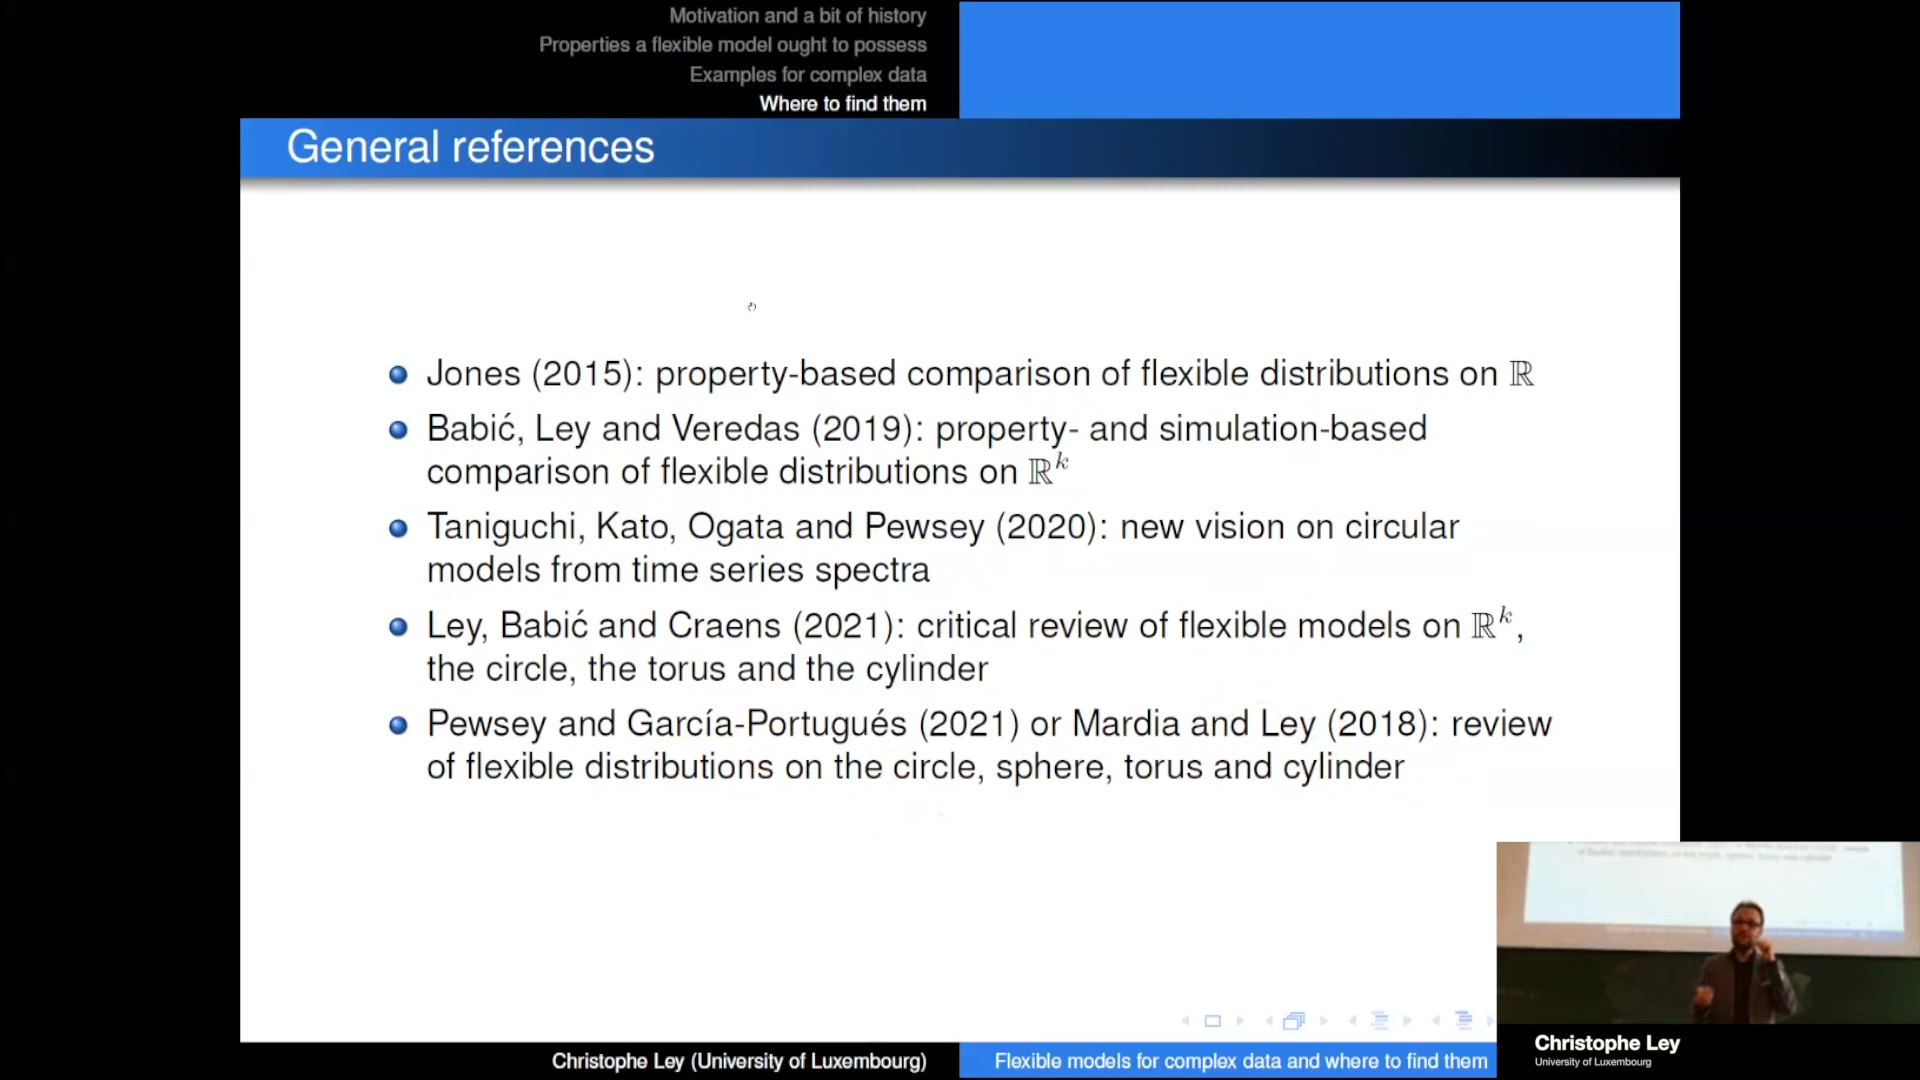 Motivation and a bit of history
Properties a flexible model ought to possess
Examples for complex data
Where to find them
General references
Jones (2015): property-based comparison of flexible distributions on ℝ
Babić, Ley and Veredas (2019): property- and simulation-based
comparison of flexible distributions on ℝᵏ
Taniguchi, Kato, Ogata and Pewsey (2020): new vision on circular
models from time series spectra
Ley, Babić and Craens (2021): critical review of flexible models on ℝᵏ,
the circle, the torus and the cylinder
Pewsey and García-Portugués (2021) or Mardia and Ley (2018): review
of flexible distributions on the circle, sphere, torus and cylinder
Christophe Ley (University of Luxembourg)
Flexible models for complex data and where to find them
Christophe Ley
University of Luxembourg